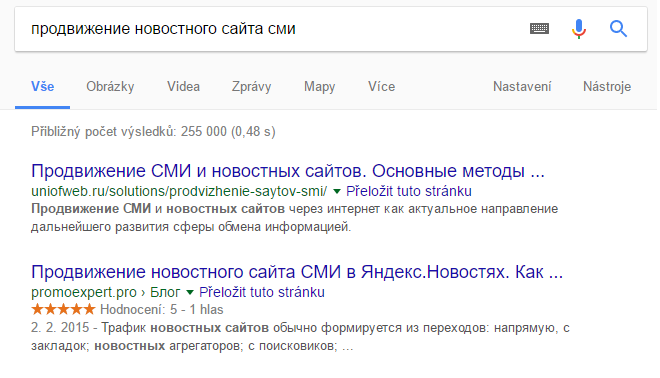 продвижение новостного сайта сми
Vše Obrázky Videa Zprávy Mapy Více Nastavení Nástroje
Přibližný počet výsledků: 255 000 (0,48 s)
Продвижение СМИ и новостных сайтов. Основные методы ...
uniofweb.ru/solutions/prodvizhenie-saytov-smi/ Přeložit tuto stránku
Продвижение СМИ и новостных сайтов через интернет как актуальное направление
дальнейшего развития сферы обмена информацией.
Продвижение новостного сайта СМИ в Яндекс.Новостях. Как ...
promoexpert.pro › Блог Přeložit tuto stránku
Hodnocení: 5 - 1 hlas
2. 2. 2015 - Трафик новостных сайтов обычно формируется из переходов: напрямую, с
закладок; новостных агрегаторов; с поисковиков; ...